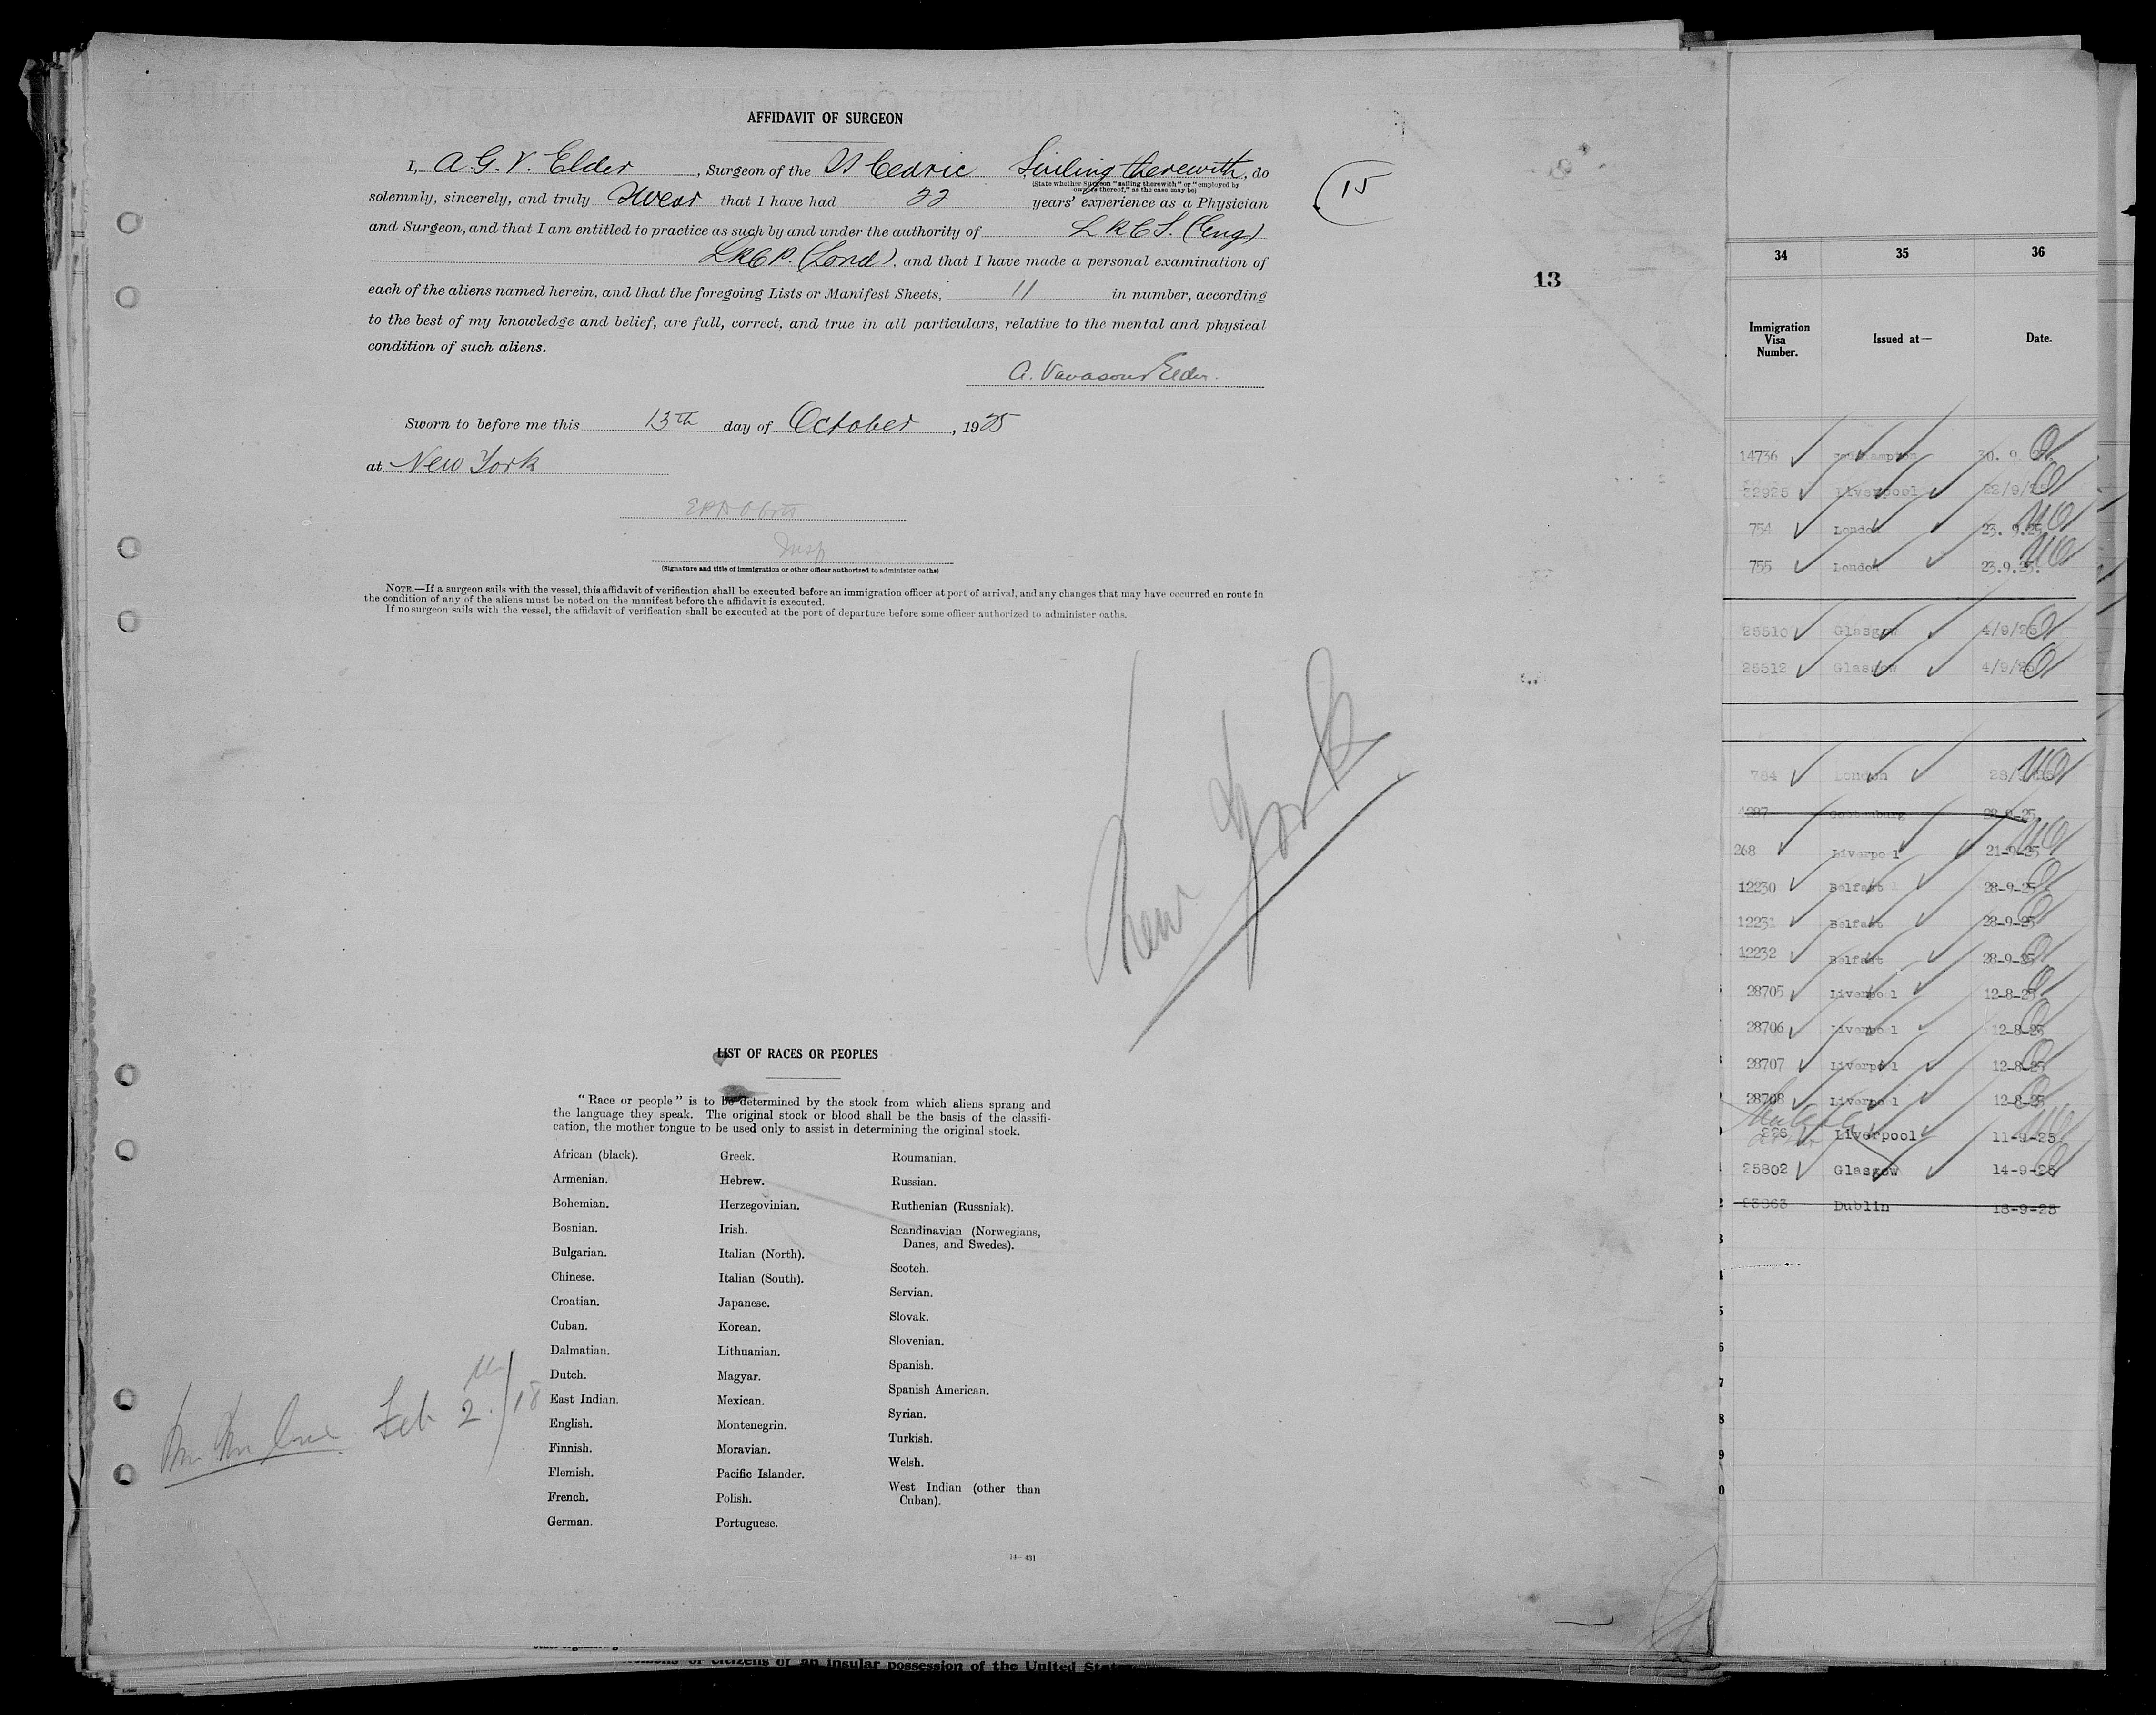 AFFIDAVIT OF SURGEON
I, A. G. V. Elder, Surgeon of the SS Cedric Sailing therewith, do
(State whether Surgeon "sailing therewith" or "employed by
owners thereof," as the case may be)
solemnly, sincerely, and truly swear that I have had 22 years' experience as a Physician
and Surgeon, and that I am entitled to practice as such by and under the authority of L R C S. (Eng)
L R C P. (Lond), and that I have made a personal examination of
each of the aliens named herein, and that the foregoing Lists or Manifest Sheets, 11 in number, according
to the best of my knowledge and belief, are full, correct, and true in all particulars, relative to the mental and physical
condition of such aliens.
A. Vavasour Elder.
Sworn to before me this 13th day of October, 1925
at New York
Insp
(Signature and title of immigration or other officer authorized to administer oaths)
NOTE.—If a surgeon sails with the vessel, this affidavit of verification shall be executed before an immigration officer at port of arrival, and any changes that may have occurred en route in
the condition of any of the aliens must be noted on the manifest before the affidavit is executed.
If no surgeon sails with the vessel, the affidavit of verification shall be executed at the port of departure before some officer authorized to administer oaths.
15
13
New York
LIST OF RACES OR PEOPLES
"Race or people" is to be determined by the stock from which aliens sprang and
the language they speak. The original stock or blood shall be the basis of the classifi-
cation, the mother tongue to be used only to assist in determining the original stock.
African (black).
Armenian.
Bohemian.
Bosnian.
Bulgarian.
Chinese.
Croatian.
Cuban.
Dalmatian.
Dutch.
East Indian.
English.
Finnish.
Flemish.
French.
German.
Greek.
Hebrew.
Herzegovinian.
Irish.
Italian (North).
Italian (South).
Japanese.
Korean.
Lithuanian.
Magyar.
Mexican.
Montenegrin.
Moravian.
Pacific Islander.
Polish.
Portuguese.
Roumanian.
Russian.
Ruthenian (Russniak).
Scandinavian (Norwegians,
Danes, and Swedes).
Scotch.
Servian.
Slovak.
Slovenian.
Spanish.
Spanish American.
Syrian.
Turkish.
Welsh.
West Indian (other than
Cuban).
14—431
Feb 2
18
34 35 36
Immigration
Visa
Number.
Issued at—
Date.
14736 Southampton 30. 9.
Liverpool 22/9/25
754 London 23. 9.25
755 London 23.9.25.
25510 Glasgow 4/9/25
25512 Glasgow 4/9/25
784 London
28-9-25
268 Liverpool 21-9-25
12230 Belfast 28-9-25
12231 Belfast 28-9-25
12232 Belfast 28-9-25
28705 Liverpool 12-8-25
28706 Liverpool 12-8-25
28707 Liverpool 12-8-25
28708 Liverpool 12-8-25
Liverpool 11-9-25
25802 Glasgow 14-9-25
Dublin 18-9-25
of citizens of an insular possession of the United States